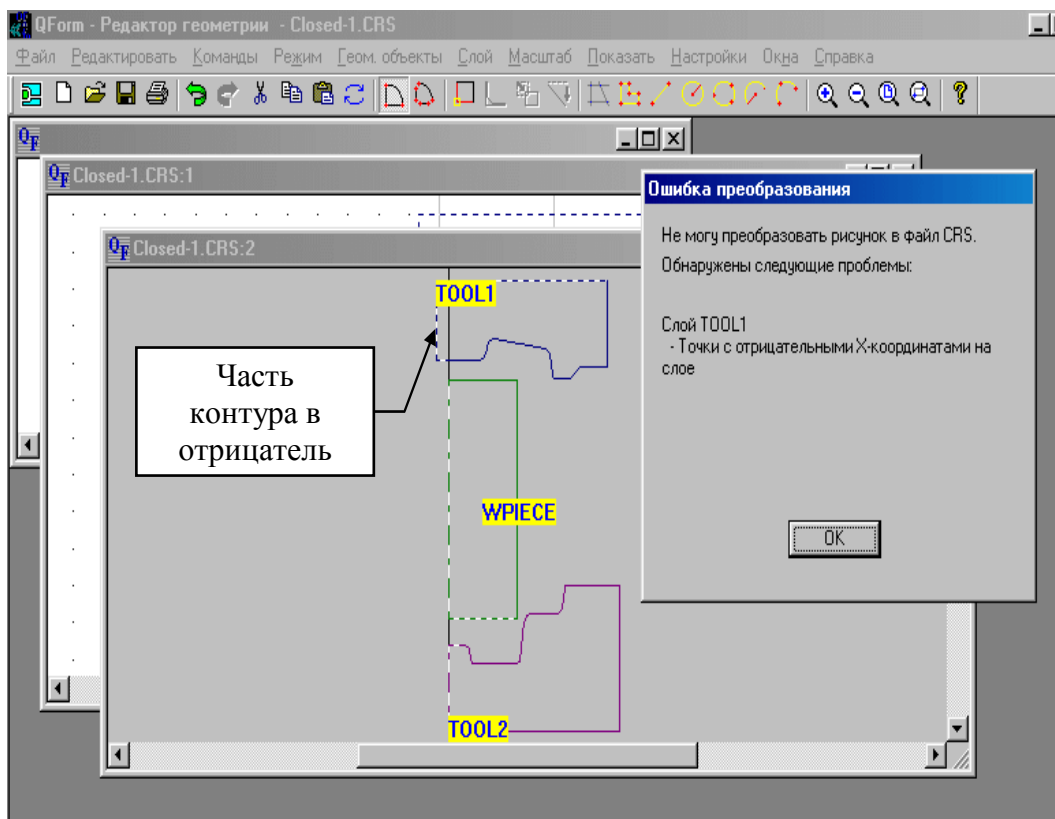 QForm - Редактор геометрии - Closed-1.CRS
Файл Редактировать Команды Режим Геом. объекты Слой Масштаб Показать Настройки Окна Справка
Closed-1.CRS:1
Closed-1.CRS:2
TOOL1
Часть
контура в
отрицатель
WPIECE
TOOL2
Ошибка преобразования
Не могу преобразовать рисунок в файл CRS.
Обнаружены следующие проблемы:
Слой TOOL1
- Точки с отрицательными X-координатами на
слое
OK